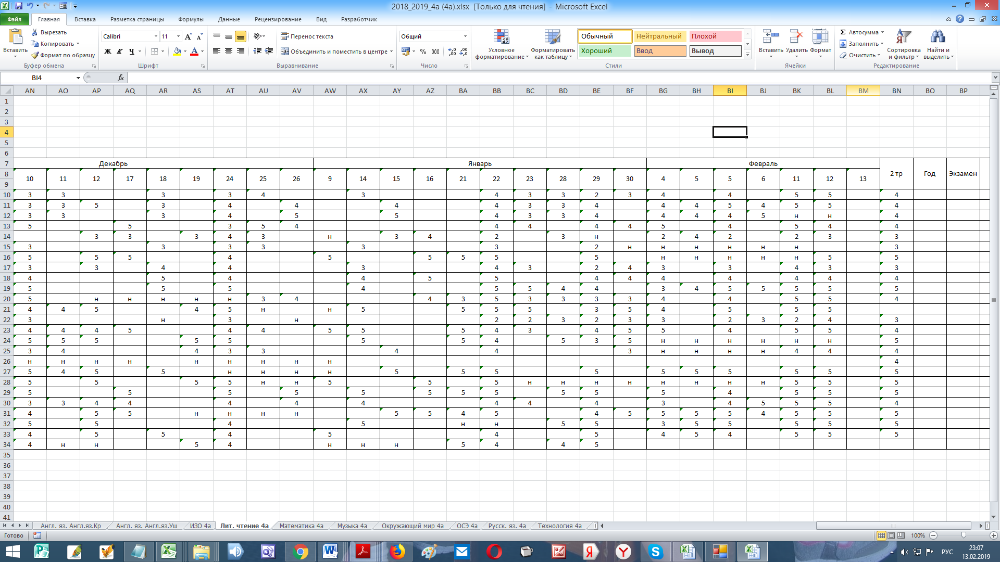 2018_2019_4а (4а).xlsx [Только для чтения] - Microsoft Excel
Файл Главная Вставка Разметка страницы Формулы Данные Рецензирование Вид Разработчик
Вставить Вырезать Копировать Формат по образцу
Calibri 11 Ж К Ч
Перенос текста
Объединить и поместить в центре
Общий % 000
Условное форматирование Форматировать как таблицу
Обычный Нейтральный Плохой
Хороший Ввод Вывод
Вставить Удалить Формат
Σ Автосумма Заполнить Очистить
Сортировка и фильтр Найти и выделить
Буфер обмена Шрифт Выравнивание Число Стили Ячейки Редактирование
BI4 fx
AN AO AP AQ AR AS AT AU AV AW AX AY AZ BA BB BC BD BE BF BG BH BI BJ BK BL BM BN BO BP
1
2
3
4
5
6
7 Декабрь Январь Февраль
8 10 11 12 17 18 19 24 25 26 9 14 15 16 21 22 23 28 29 30 4 5 5 6 11 12 13 2 тр Год Экзамен
9
10 3 3 3 3 4 3 4 3 3 2 3 4 4 5 5 4
11 3 3 5 3 4 4 4 4 3 3 4 4 4 5 4 5 5 4
12 3 3 3 4 5 5 4 3 3 4 4 4 4 5 н н 4
13 5 5 3 5 4 4 4 4 4 5 4 5 4 4
14 3 3 3 4 3 н 3 4 2 3 н 2 4 2 2 3 3
15 3 3 3 3 3 3 2 н н н н н н 3
16 5 5 5 4 5 5 5 5 5 н н н н н 5 5
17 3 3 4 4 3 4 3 2 4 3 3 4 3 3
18 4 5 4 4 5 5 4 4 4 4 4 4 4
19 5 5 5 4 5 5 4 4 3 4 5 5 5 5 5
20 5 н н н н н 3 4 4 3 5 3 3 3 3 4 4 5 5 4
21 4 4 5 4 5 н н 5 5 5 5 3 5 4 5 5 5
22 3 н 3 н 2 2 3 2 3 3 2 3 2 4 3
23 4 4 4 5 4 4 5 5 5 4 3 4 5 5 4 5 5 4
24 5 5 5 5 5 5 5 4 5 3 5 н н н н н н 5
25 3 4 4 3 3 4 4 3 н н н н 4 4 4
26 н н н н н н н н н 4
27 5 4 5 5 н н н н 5 5 5 5 5 5 5 5 5 5
28 5 5 5 5 н н 5 5 5 н н н н н н н н 5 5 5
29 5 5 5 5 5 5 5 5 5 5 5 4 5 5 5
30 3 3 4 4 4 4 4 4 4 4 3 4 5 5 5 4
31 4 5 5 н н н н 5 5 4 5 4 5 5 5 5 4 5 5 5
32 5 5 4 5 н н 5 5 3 5 5 5 5 5
33 4 5 5 4 5 4 5 4 5 4 5 5 5
34 4 н н 5 4 н н н 5 4 4 5
35
36
37
38
39
40
41
Англ. яз. Англ.яз.Кр Англ. яз. Англ.яз.Уш ИЗО 4а Лит. чтение 4а Математика 4а Музыка 4а Окружающий мир 4а ОСЭ 4а Русск. яз. 4а Технология 4а
Готово 100%
РУС 23:07
13.02.2019